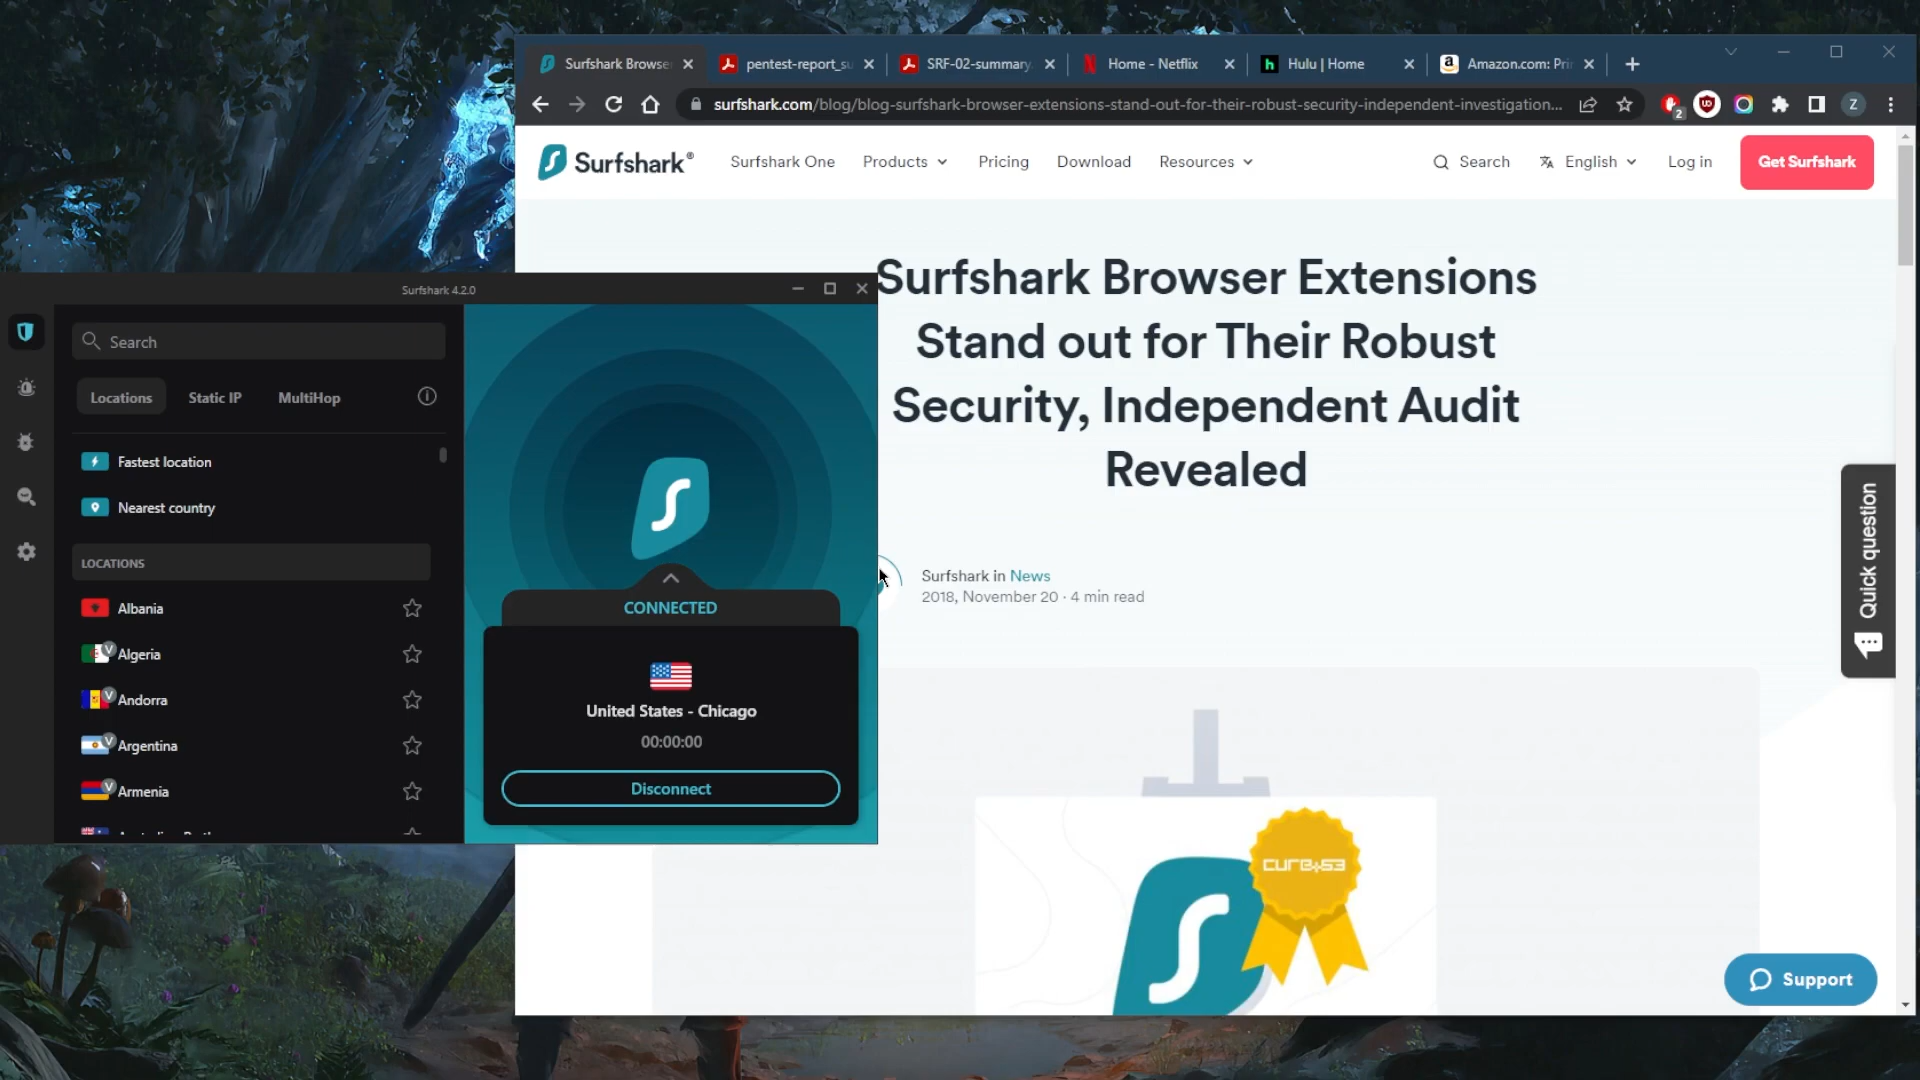 Surfshark Browse
pentest-report_su
SRF-02-summary.
Home - Netflix
Hulu | Home
Amazon.com: Pri
surfshark.com/blog/blog-surfshark-browser-extensions-stand-out-for-their-robust-security-independent-investigation...
2
Z
Surfshark®
Surfshark One
Products
Pricing
Download
Resources
Search
English
Log in
Get Surfshark
Surfshark Browser Extensions
Stand out for Their Robust
Security, Independent Audit
Revealed
Surfshark in News
2018, November 20 · 4 min read
Quick question
cure53
Support
Surfshark 4.2.0
Search
Locations
Static IP
MultiHop
Fastest location
Nearest country
LOCATIONS
Albania
V Algeria
V Andorra
V Argentina
V Armenia
CONNECTED
United States - Chicago
00:00:00
Disconnect